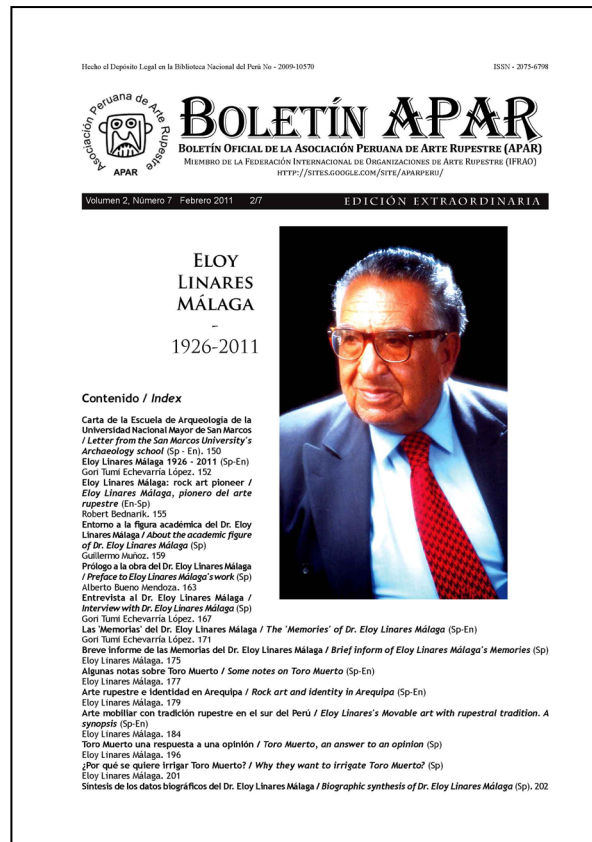 Hecho el Depósito Legal en la Biblioteca Nacional del Perú No - 2009-10570
ISSN - 2075-6798
Asociación Peruana de Arte Rupestre
APAR
BOLETÍN APAR
BOLETÍN OFICIAL DE LA ASOCIACIÓN PERUANA DE ARTE RUPESTRE (APAR)
MIEMBRO DE LA FEDERACIÓN INTERNACIONAL DE ORGANIZACIONES DE ARTE RUPESTRE (IFRAO)
HTTP://SITES.GOOGLE.COM/SITE/APARPERU/
Volumen 2, Número 7 Febrero 2011 2/7
EDICIÓN EXTRAORDINARIA
ELOY
LINARES
MÁLAGA
-
1926-2011
Contenido / Index
Carta de la Escuela de Arqueología de la
Universidad Nacional Mayor de San Marcos
/ Letter from the San Marcos University's
Archaeology school (Sp - En). 150
Eloy Linares Málaga 1926 - 2011 (Sp-En)
Gori Tumi Echevarría López. 152
Eloy Linares Málaga: rock art pioneer /
Eloy Linares Málaga, pionero del arte
rupestre (En-Sp)
Robert Bednarik. 155
Entorno a la figura académica del Dr. Eloy
Linares Málaga / About the academic figure
of Dr. Eloy Linares Málaga (Sp)
Guillermo Muñoz. 159
Prólogo a la obra del Dr. Eloy Linares Málaga
/ Preface to Eloy Linares Málaga's work (Sp)
Alberto Bueno Mendoza. 163
Entrevista al Dr. Eloy Linares Málaga /
Interview with Dr. Eloy Linares Málaga (Sp)
Gori Tumi Echevarría López. 167
Las 'Memorias' del Dr. Eloy Linares Málaga / The 'Memories' of Dr. Eloy Linares Málaga (Sp-En)
Gori Tumi Echevarría López. 171
Breve informe de las Memorias del Dr. Eloy Linares Málaga / Brief inform of Eloy Linares Málaga's Memories (Sp)
Eloy Linares Málaga. 175
Algunas notas sobre Toro Muerto / Some notes on Toro Muerto (Sp-En)
Eloy Linares Málaga. 177
Arte rupestre e identidad en Arequipa / Rock art and identity in Arequipa (Sp-En)
Eloy Linares Málaga. 179
Arte mobiliar con tradición rupestre en el sur del Perú / Eloy Linares's Movable art with rupestral tradition. A
synopsis (Sp-En)
Eloy Linares Málaga. 184
Toro Muerto una respuesta a una opinión / Toro Muerto, an answer to an opinion (Sp)
Eloy Linares Málaga. 196
¿Por qué se quiere irrigar Toro Muerto? / Why they want to irrigate Toro Muerto? (Sp)
Eloy Linares Málaga. 201
Síntesis de los datos biográficos del Dr. Eloy Linares Málaga / Biographic synthesis of Dr. Eloy Linares Málaga (Sp). 202